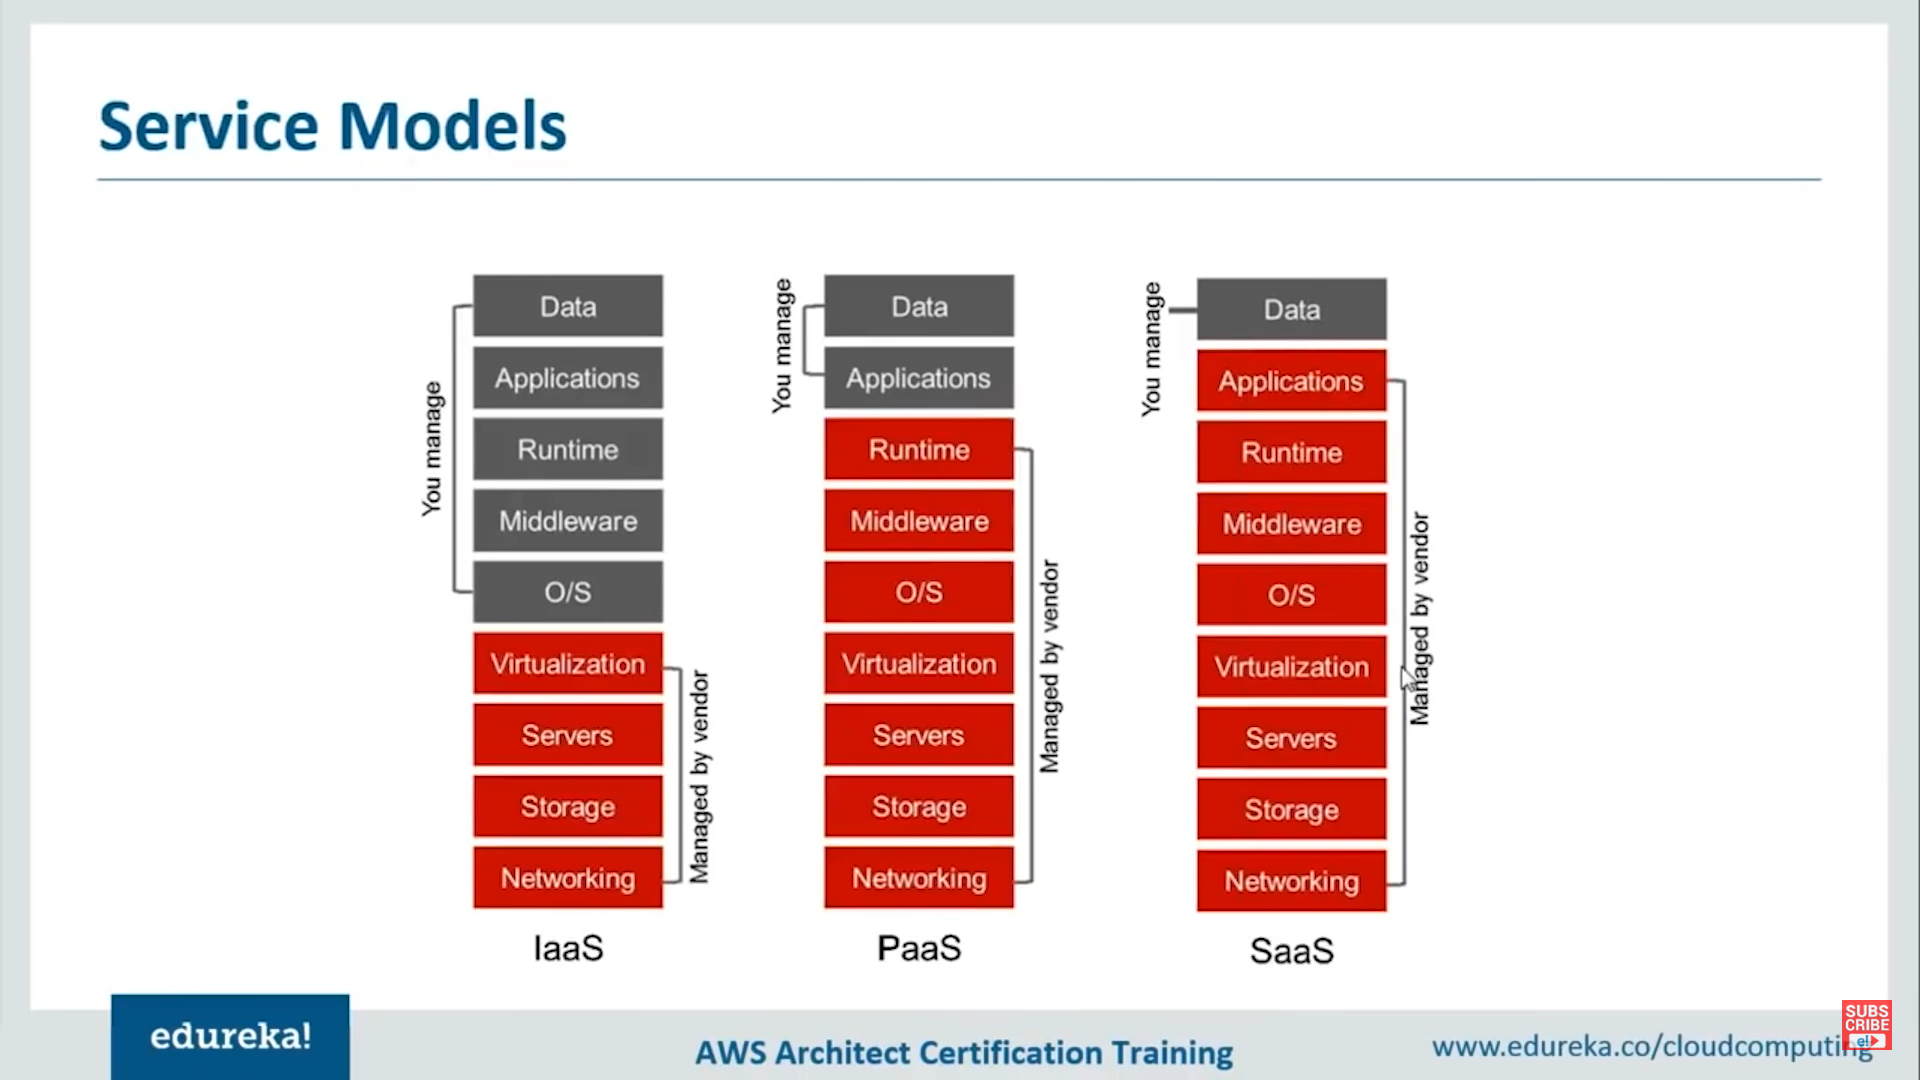 Service Models
You manage
Data
Applications
Runtime
Middleware
O/S
Virtualization
Servers
Storage
Networking
Managed by vendor
IaaS
You manage
Data
Applications
Runtime
Middleware
O/S
Virtualization
Servers
Storage
Networking
Managed by vendor
PaaS
You manage
Data
Applications
Runtime
Middleware
O/S
Virtualization
Servers
Storage
Networking
Managed by vendor
SaaS
edureka!
AWS Architect Certification Training
www.edureka.co/cloudcomputing
SUBS
CRIBE
e!